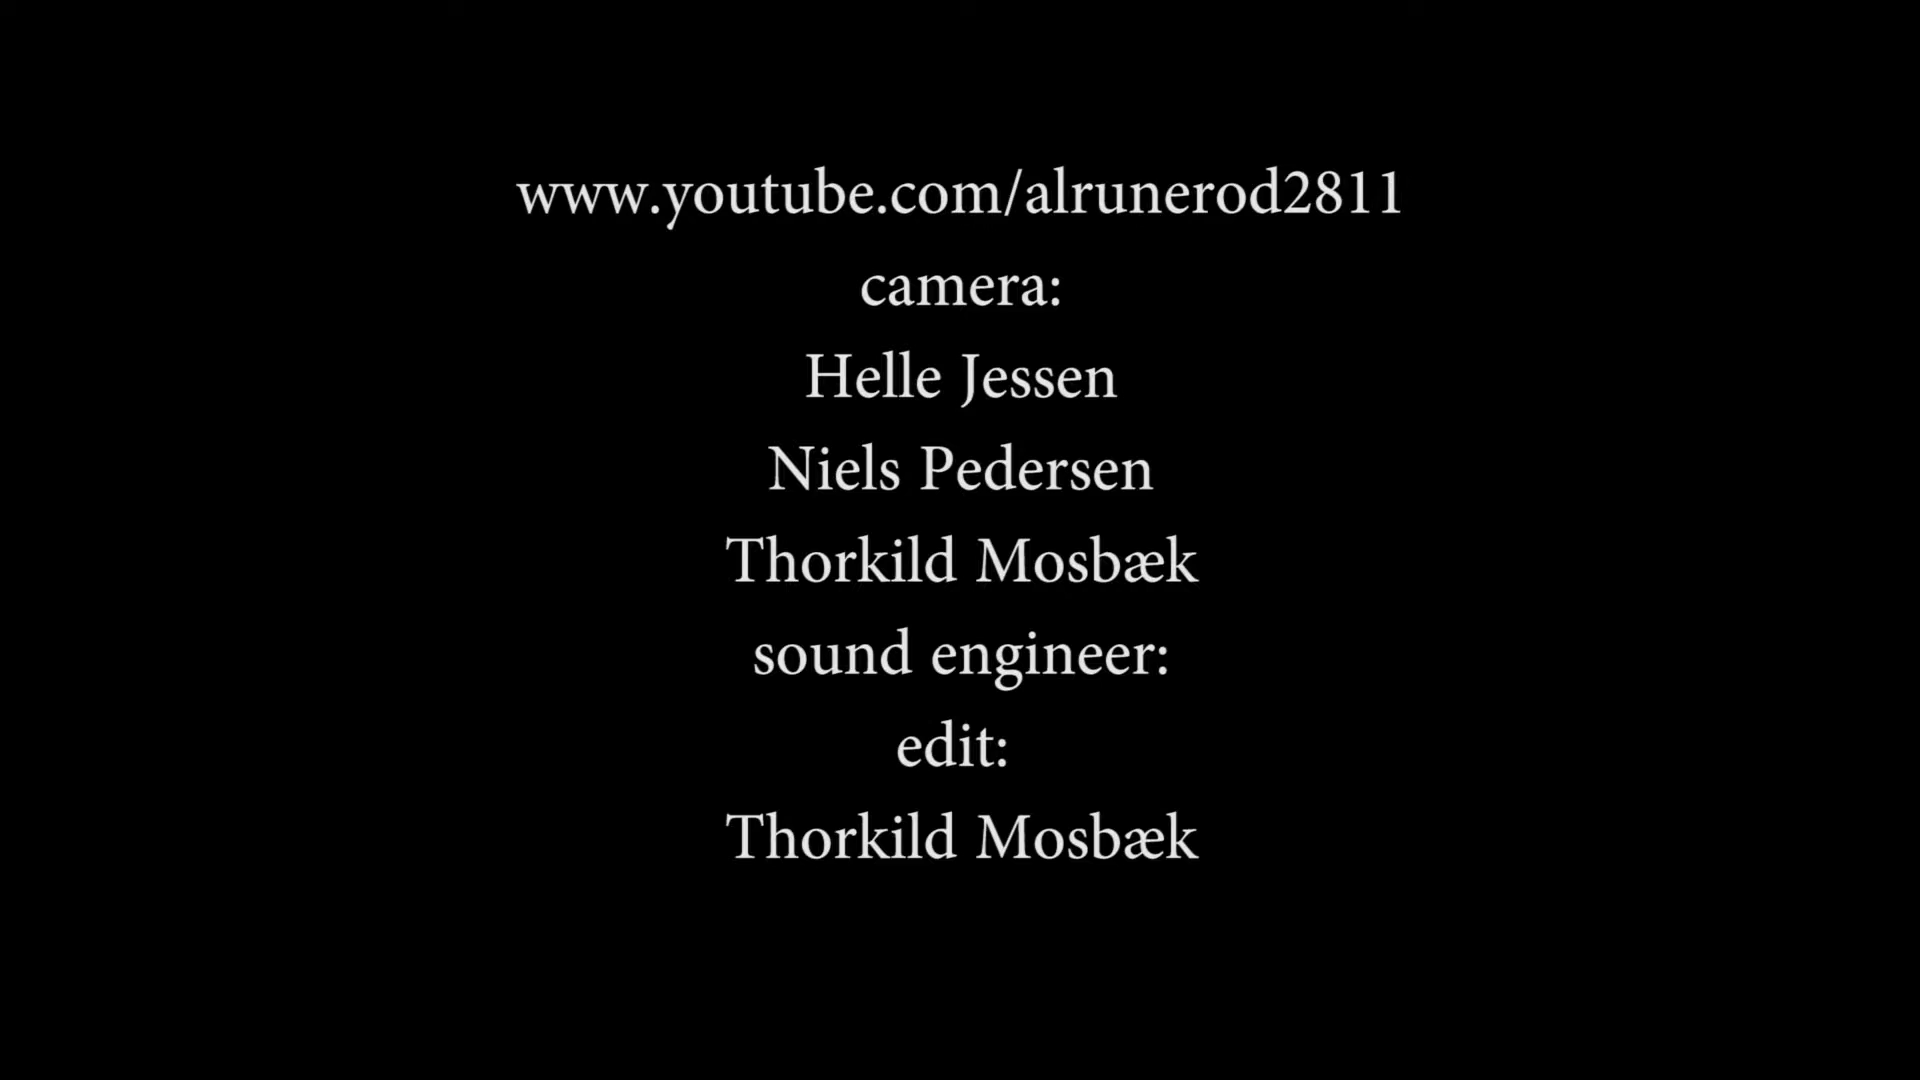 www.youtube.com/alrunerod2811
camera:
Helle Jessen
Niels Pedersen
Thorkild Mosbæk
sound engineer:
edit:
Thorkild Mosbæk